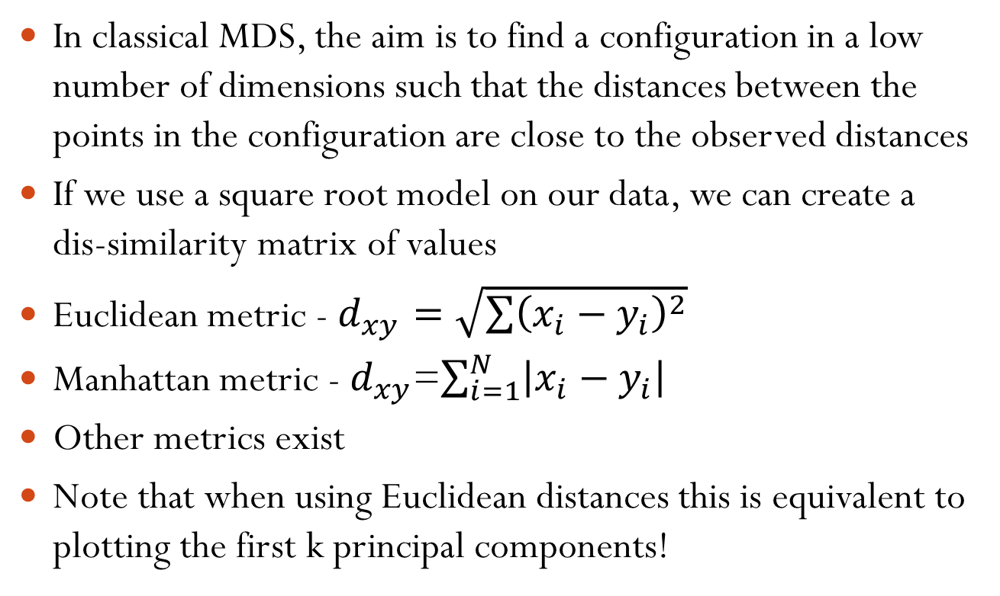 • In classical MDS, the aim is to find a configuration in a low
number of dimensions such that the distances between the
points in the configuration are close to the observed distances
• If we use a square root model on our data, we can create a
dis-similarity matrix of values
• Euclidean metric - $d_{xy} = \sqrt{\sum (x_i - y_i)^2}$
• Manhattan metric - $d_{xy} = \sum_{i=1}^{N} |x_i - y_i|$
• Other metrics exist
• Note that when using Euclidean distances this is equivalent to
plotting the first k principal components!